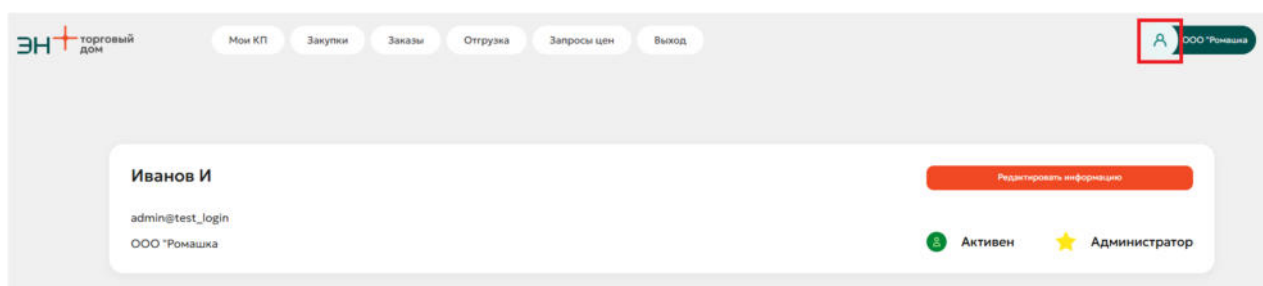 ЭН+ торговый дом
Мои КП Закупки Заказы Отгрузка Запросы цен Выход
ООО "Ромашка
Иванов И
Редактировать информацию
admin@test_login
ООО "Ромашка
Активен Администратор